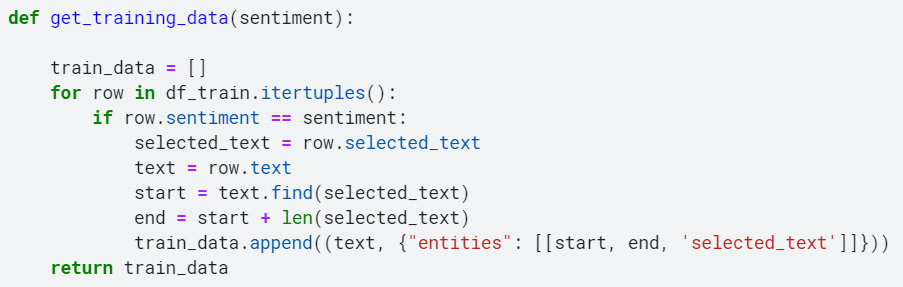 def get_training_data(sentiment):
    train_data = []
    for row in df_train.itertuples():
        if row.sentiment == sentiment:
            selected_text = row.selected_text
            text = row.text
            start = text.find(selected_text)
            end = start + len(selected_text)
            train_data.append((text, {"entities": [[start, end, 'selected_text']]}))
    return train_data